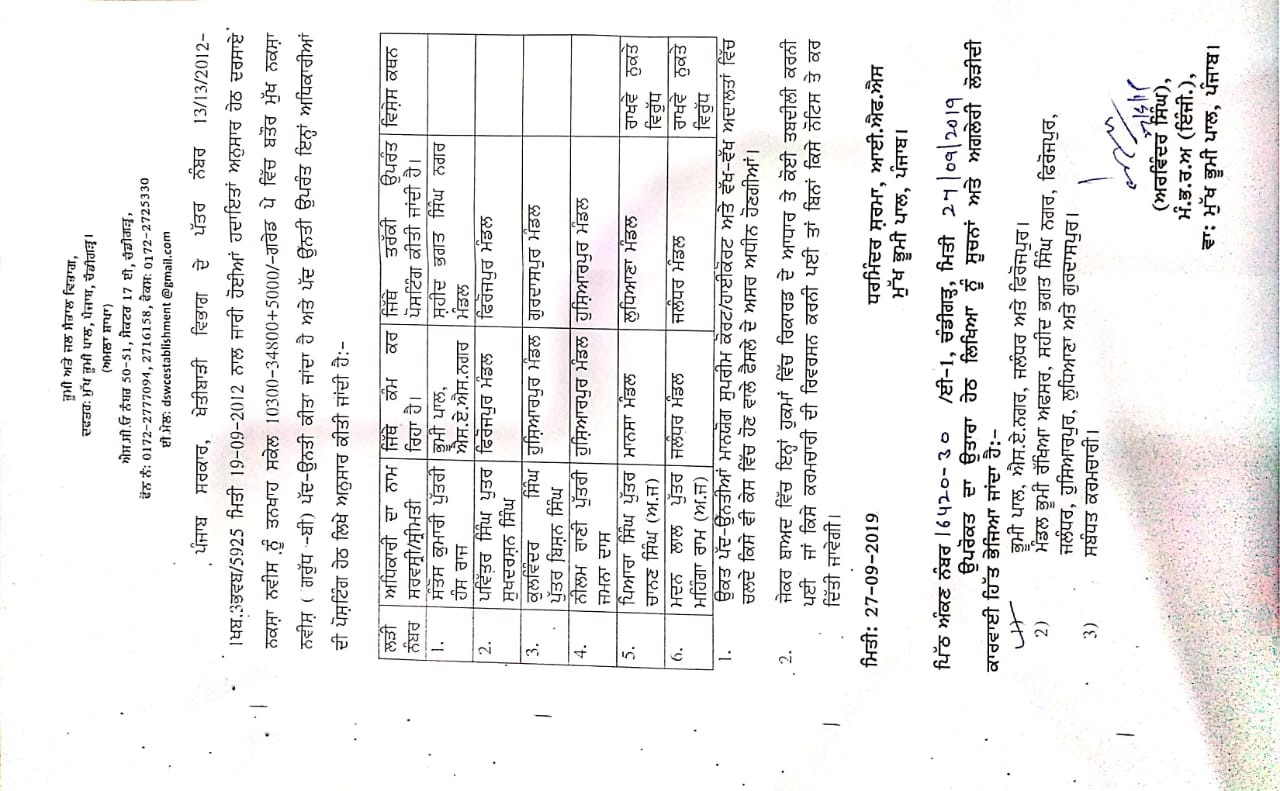 ਭੂਮੀ ਅਤੇ ਜਲ ਸੰਭਾਲ ਵਿਭਾਗ,
ਦਫਤਰ: ਮੁੱਖ ਭੂਮੀ ਪਾਲ, ਪੰਜਾਬ, ਚੰਡੀਗੜ੍ਹ।
(ਅਮਲਾ ਸ਼ਾਖਾ)
ਐਸ.ਸੀ.ਓ ਨੰਬਰ 50-51, ਸੈਕਟਰ 17 ਈ, ਚੰਡੀਗੜ੍ਹ,
ਫੋਨ ਨੰ: 0172-2777094, 2716158, ਫੈਕਸ: 0172-2725330
ਈ.ਮੇਲ: dswcestablishment @gmail.com
ਪੰਜਾਬ ਸਰਕਾਰ, ਖੇਤੀਬਾੜੀ ਵਿਭਾਗ ਦੇ ਪੱਤਰ ਨੰਬਰ 13/13/2012-
1ਖਬ.3ਭਵਬ/5925 ਮਿਤੀ 19-09-2012 ਨਾਲ ਜਾਰੀ ਹੋਈਆਂ ਹਦਾਇਤਾਂ ਅਨੁਸਾਰ ਹੇਠ ਦਰਸਾਏ
ਨਕਸ਼ਾ ਨਵੀਸ ਨੂੰ ਤਨਖਾਹ ਸਕੇਲ 10300-34800+5000/-ਗਰੇਡ ਪੇ ਵਿੱਚ ਬਤੌਰ ਮੁੱਖ ਨਕਸ਼ਾ
ਨਵੀਸ਼ ( ਗਰੁੱਧ -ਬੀ) ਪੱਦ-ਉਨਤੀ ਕੀਤਾ ਜਾਂਦਾ ਹੈ ਅਤੇ ਪੱਦ ਉੱਨਤੀ ਉਪਰੰਤ ਇਨ੍ਹਾਂ ਅਧਿਕਾਰੀਆਂ
ਦੀ ਪੋਸ਼ਟਿੰਗ ਹੇਠ ਲਿਖੇ ਅਨੁਸਾਰ ਕੀਤੀ ਜਾਂਦੀ ਹੈ:-
ਲੜੀ ਨੰਬਰ ਅਧਿਕਾਰੀ ਦਾ ਨਾਮ ਸਰਵਸ਼੍ਰੀ/ਸ਼੍ਰੀਮਤੀ ਜਿੱਥੇ ਕੰਮ ਕਰ ਰਿਹਾ ਹੈ। ਜਿੱਥੇ ਤਰੱਕੀ ਉਪਰੰਤ ਪੋਸਟਿੰਗ ਕੀਤੀ ਜਾਂਦੀ ਹੈ। ਵਿਸ਼ੇਸ ਕਥਨ
1. ਸੰਤੋਸ ਕੁਮਾਰੀ ਪੁੱਤਰੀ ਹੰਸ ਰਾਜ ਭੂਮੀ ਪਾਲ, ਐਸ.ਏ.ਐਸ.ਨਗਰ ਸ਼ਹੀਦ ਭਗਤ ਸਿੰਘ ਨਗਰ ਮੰਡਲ
2. ਪਵਿੱਤਰ ਸਿੰਘ ਪੁਤਰ ਸੁਖਦਰਸ਼ਨ ਸਿੰਘ ਫਿਰੋਜਪੁਰ ਮੰਡਲ ਫਿਰੋਜਪੁਰ ਮੰਡਲ
3. ਕੁਲਵਿੰਦਰ ਸਿੰਘ ਪੁੱਤਰ ਬਿਸ਼ਨ ਸਿੰਘ ਹੁਸ਼ਿਆਰਪੁਰ ਮੰਡਲ ਗੁਰਦਾਸਪੁਰ ਮੰਡਲ
4. ਨੀਲਮ ਰਾਣੀ ਪੁੱਤਰੀ ਜਮਨਾ ਦਾਸ ਹੁਸ਼ਿਆਰਪੁਰ ਮੰਡਲ ਹੁਸ਼ਿਆਰਪੁਰ ਮੰਡਲ
5. ਪਿਆਰਾ ਸਿੰਘ ਪੁੱਤਰ ਚਾਨਣ ਸਿੰਘ (ਅ.ਜ) ਮਾਨਸਾ ਮੰਡਲ ਲੁਧਿਆਣਾ ਮੰਡਲ ਰਾਖਵੇ ਨੁਕਤੇ ਵਿਰੁੱਧ
6. ਮਦਨ ਲਾਲ ਪੁੱਤਰ ਮਹਿੰਗਾ ਰਾਮ (ਅ.ਜ) ਜਲੰਧਰ ਮੰਡਲ ਜਲੰਧਰ ਮੰਡਲ ਰਾਖਵੇ ਨੁਕਤੇ ਵਿਰੁੱਧ
1. ਉਕਤ ਪੱਦ-ਉੱਨਤੀਆਂ ਮਾਨਯੋਗ ਸੁਪਰੀਮ ਕੋਰਟ/ਹਾਈਕੋਰਟ ਅਤੇ ਵੱਖ-ਵੱਖ ਅਦਾਲਤਾਂ ਵਿੱਚ
ਚਲਦੇ ਕਿਸੇ ਵੀ ਕੇਸ ਵਿੱਚ ਹੋਣ ਵਾਲੇ ਫੈਸਲੇ ਦੇ ਅਸਰ ਅਧੀਨ ਹੋਣਗੀਆਂ।
2. ਜੇਕਰ ਬਾਅਦ ਵਿੱਚ ਇਨ੍ਹਾਂ ਹੁਕਮਾਂ ਵਿੱਚ ਰਿਕਾਰਡ ਦੇ ਆਧਾਰ ਤੇ ਕੋਈ ਤਬਦੀਲੀ ਕਰਨੀ
ਪਈ ਜਾਂ ਕਿਸੇ ਕਰਮਚਾਰੀ ਦੀ ਰਿਵਰਸਨ ਕਰਨੀ ਪਈ ਤਾਂ ਬਿਨਾਂ ਕਿਸੇ ਨੋਟਿਸ ਤੇ ਕਰ
ਦਿੱਤੀ ਜਾਵੇਗੀ।
ਮਿਤੀ: 27-09-2019 ਧਰਮਿੰਦਰ ਸ਼ਰਮਾ, ਆਈ.ਐਫ.ਐਸ
ਮੁੱਖ ਭੂਮੀ ਪਾਲ, ਪੰਜਾਬ।
ਪਿੱਠ ਅੰਕਣ ਨੰਬਰ 16420-30 /ਈ-1, ਚੰਡੀਗੜ੍ਹ, ਮਿਤੀ 27/09/2019
ਉਪਰੋਕਤ ਦਾ ਉਤਾਰਾ ਹੇਠ ਲਿਖਿਆ ਨੂੰ ਸੂਚਨਾਂ ਅਤੇ ਅਗਲੇਰੀ ਲੋੜੀਦੀ
ਕਾਰਵਾਈ ਹਿੱਤ ਭੇਜਿਆ ਜਾਂਦਾ ਹੈ:-
ਭੂਮੀ ਪਾਲ, ਐਸ.ਏ.ਨਗਰ, ਜਲੰਧਰ ਅਤੇ ਫਿਰੋਜਪੁਰ।
2) ਮੰਡਲ ਭੂਮੀ ਰੱਖਿਆ ਅਫਸਰ, ਸਹੀਦ ਭਗਤ ਸਿੰਘ ਨਗਰ, ਫਿਰੋਜਪੁਰ,
ਜਲੰਧਰ, ਹੁਸਿਆਰਪੁਰ, ਲੁਧਿਆਣਾ ਅਤੇ ਗੁਰਦਾਸਪੁਰ।
3) ਸਬੰਧਤ ਕਰਮਚਾਰੀ।
(ਅਰਵਿੰਦਰ ਸਿੰਘ),
ਮੰ.ਭ.ਰ.ਅ (ਇੰਜੀ.),
ਵਾ: ਮੁੱਖ ਭੂਮੀ ਪਾਲ, ਪੰਜਾਬ।